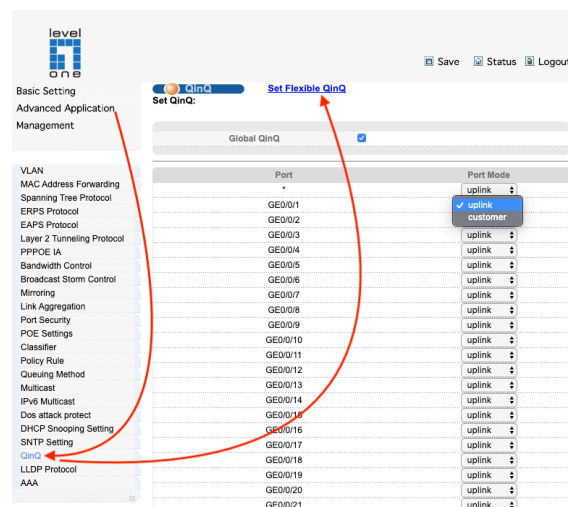 level
one
Save Status Logout
Basic Setting
Advanced Application
Management
QinQ Set Flexible QinQ
Set QinQ:
Global QinQ
VLAN
MAC Address Forwarding
Spanning Tree Protocol
ERPS Protocol
EAPS Protocol
Layer 2 Tunneling Protocol
PPPOE IA
Bandwidth Control
Broadcast Storm Control
Mirroring
Link Aggregation
Port Security
POE Settings
Classifier
Policy Rule
Queuing Method
Multicast
IPv6 Multicast
Dos attack protect
DHCP Snooping Setting
SNTP Setting
QinQ
LLDP Protocol
AAA
Port Port Mode
* uplink
GE0/0/1 ✓ uplink
GE0/0/2 customer
GE0/0/3 uplink
GE0/0/4 uplink
GE0/0/5 uplink
GE0/0/6 uplink
GE0/0/7 uplink
GE0/0/8 uplink
GE0/0/9 uplink
GE0/0/10 uplink
GE0/0/11 uplink
GE0/0/12 uplink
GE0/0/13 uplink
GE0/0/14 uplink
GE0/0/15 uplink
GE0/0/16 uplink
GE0/0/17 uplink
GE0/0/18 uplink
GE0/0/19 uplink
GE0/0/20 uplink
GE0/0/21 uplink